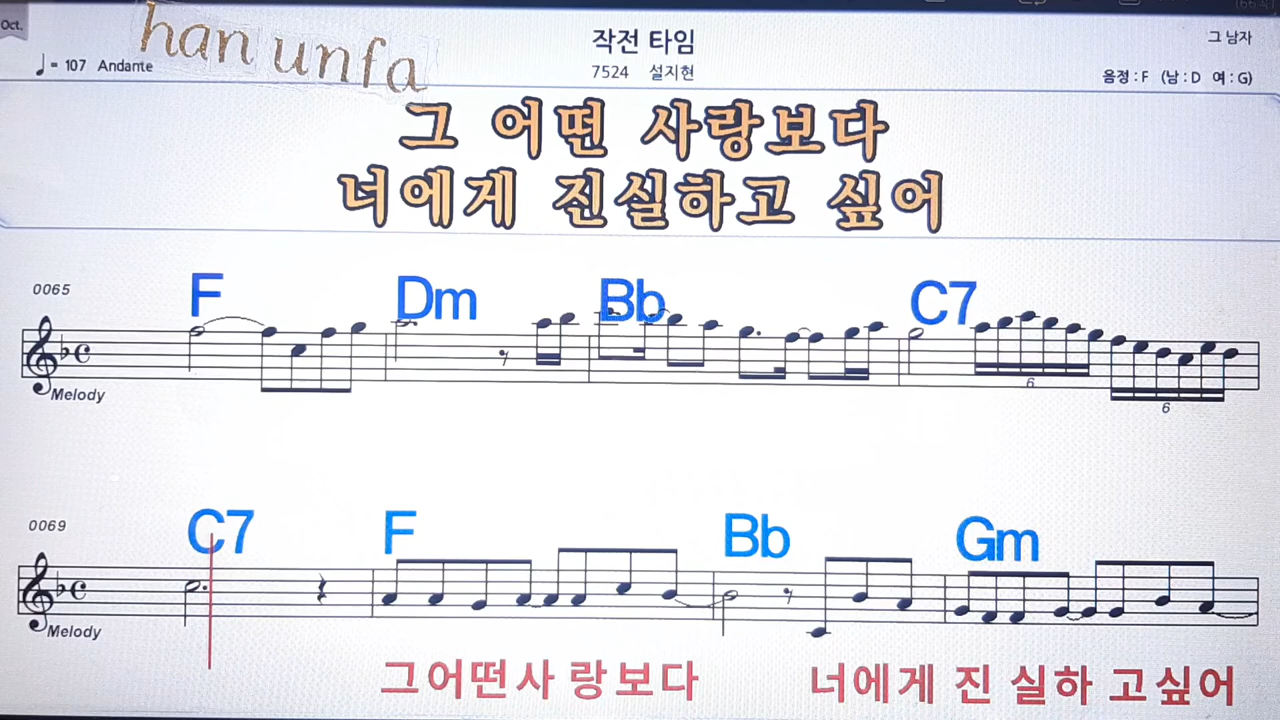 Oct.
han unfa
작전 타임
그 남자
♩ = 107 Andante
7524 설지현
음정 : F (남 : D 여 : G)
그 어떤 사랑보다
너에게 진실하고 싶어
0065
F Dm Bb C7
Melody
6 6
0069
C7 F Bb Gm
Melody
그어떤사 랑보다 너에게 진 실하 고싶어